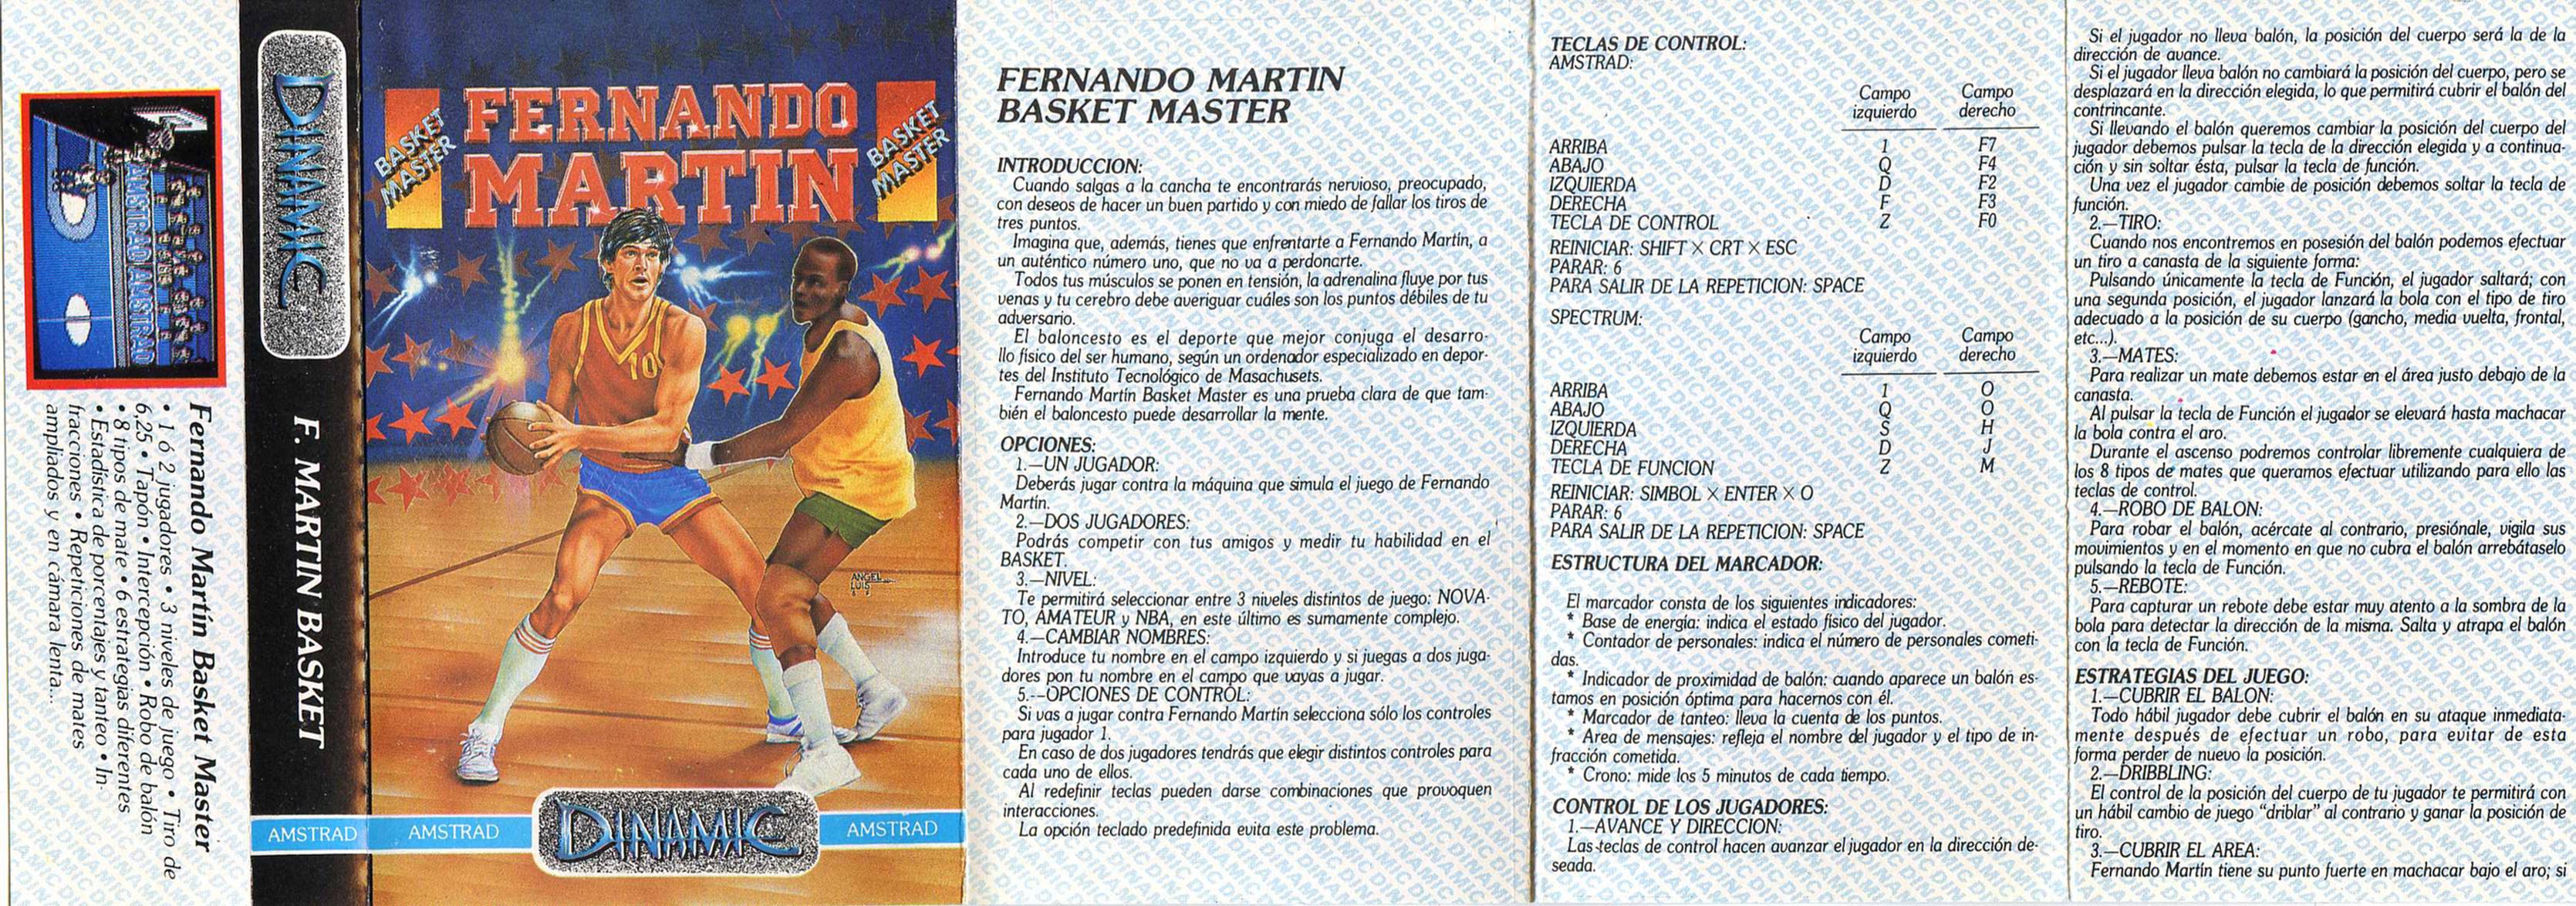 Fernando Martín Basket Master
• 1 ó 2 jugadores • 3 niveles de juego • Tiro de
6,25 • Tapón • Intercepción • Robo de balón
• 8 tipos de mate • 6 estrategias diferentes
• Estadística de porcentajes y tanteo • In-
fracciones • Repeticiones de mates
ampliados y en cámara lenta...
AMSTRAD AMSTRAD
DINAMIC
F. MARTIN BASKET
AMSTRAD
FERNANDO
MARTIN
BASKET
MASTER
BASKET
MASTER
10
ANGEL
LUIS
AMSTRAD
DINAMIC
AMSTRAD
FERNANDO MARTIN
BASKET MASTER
INTRODUCCION:
Cuando salgas a la cancha te encontrarás nervioso, preocupado,
con deseos de hacer un buen partido y con miedo de fallar los tiros de
tres puntos.
Imagina que, además, tienes que enfrentarte a Fernando Martín, a
un auténtico número uno, que no va a perdonarte.
Todos tus músculos se ponen en tensión, la adrenalina fluye por tus
venas y tu cerebro debe averiguar cuáles son los puntos débiles de tu
adversario.
El baloncesto es el deporte que mejor conjuga el desarro-
llo físico del ser humano, según un ordenador especializado en depor-
tes del Instituto Tecnológico de Masachusets.
Fernando Martín Basket Master es una prueba clara de que tam-
bién el baloncesto puede desarrollar la mente.
OPCIONES:
1.—UN JUGADOR:
Deberás jugar contra la máquina que simula el juego de Fernando
Martín.
2.—DOS JUGADORES:
Podrás competir con tus amigos y medir tu habilidad en el
BASKET.
3.—NIVEL:
Te permitirá seleccionar entre 3 niveles distintos de juego: NOVA-
TO, AMATEUR y NBA, en este último es sumamente complejo.
4.—CAMBIAR NOMBRES:
Introduce tu nombre en el campo izquierdo y si juegas a dos juga-
dores pon tu nombre en el campo que vayas a jugar.
5.--OPCIONES DE CONTROL:
Si vas a jugar contra Fernando Martín selecciona sólo los controles
para jugador 1.
En caso de dos jugadores tendrás que elegir distintos controles para
cada uno de ellos.
Al redefinir teclas pueden darse combinaciones que provoquen
interacciones.
La opción teclado predefinida evita este problema.
TECLAS DE CONTROL:
AMSTRAD:
Campo izquierdo Campo derecho
ARRIBA 1 F7
ABAJO Q F4
IZQUIERDA D F2
DERECHA F F3
TECLA DE CONTROL Z F0
REINICIAR: SHIFT × CRT × ESC
PARAR: 6
PARA SALIR DE LA REPETICION: SPACE
SPECTRUM:
Campo izquierdo Campo derecho
ARRIBA 1 O
ABAJO Q O
IZQUIERDA S H
DERECHA D J
TECLA DE FUNCION Z M
REINICIAR: SIMBOL × ENTER × O
PARAR: 6
PARA SALIR DE LA REPETICION: SPACE
ESTRUCTURA DEL MARCADOR:
El marcador consta de los siguientes indicadores:
* Base de energia: indica el estado físico del jugador.
* Contador de personales: indica el número de personales cometi-
das.
* Indicador de proximidad de balón: cuando aparece un balón es-
tamos en posición óptima para hacernos con él.
* Marcador de tanteo: lleva la cuenta de los puntos.
* Area de mensajes: refleja el nombre del jugador y el tipo de in-
fracción cometida.
* Crono: mide los 5 minutos de cada tiempo.
CONTROL DE LOS JUGADORES:
1.—AVANCE Y DIRECCION:
Las teclas de control hacen avanzar el jugador en la dirección de-
seada.
Si el jugador no lleva balón, la posición del cuerpo será la de la
dirección de avance.
Si el jugador lleva balón no cambiará la posición del cuerpo, pero se
desplazará en la dirección elegida, lo que permitirá cubrir el balón del
contrincante.
Si llevando el balón queremos cambiar la posición del cuerpo del
jugador debemos pulsar la tecla de la dirección elegida y a continua-
ción y sin soltar ésta, pulsar la tecla de función.
Una vez el jugador cambie de posición debemos soltar la tecla de
función.
2.—TIRO:
Cuando nos encontremos en posesión del balón podemos efectuar
un tiro a canasta de la siguiente forma:
Pulsando únicamente la tecla de Función, el jugador saltará; con
una segunda posición, el jugador lanzará la bola con el tipo de tiro
adecuado a la posición de su cuerpo (gancho, media vuelta, frontal,
etc...).
3.—MATES:
Para realizar un mate debemos estar en el área justo debajo de la
canasta.
Al pulsar la tecla de Función el jugador se elevará hasta machacar
la bola contra el aro.
Durante el ascenso podremos controlar libremente cualquiera de
los 8 tipos de mates que queramos efectuar utilizando para ello las
teclas de control.
4.—ROBO DE BALON:
Para robar el balón, acércate al contrario, presiónale, vigila sus
movimientos y en el momento en que no cubra el balón arrebátaselo
pulsando la tecla de Función.
5.—REBOTE:
Para capturar un rebote debe estar muy atento a la sombra de la
bola para detectar la dirección de la misma. Salta y atrapa el balón
con la tecla de Función.
ESTRATEGIAS DEL JUEGO:
1.—CUBRIR EL BALON:
Todo hábil jugador debe cubrir el balón en su ataque inmediata-
mente después de efectuar un robo, para evitar de esta
forma perder de nuevo la posición.
2.—DRIBBLING:
El control de la posición del cuerpo de tu jugador te permitirá con
un hábil cambio de juego "driblar" al contrario y ganar la posición de
tiro.
3.—CUBRIR EL AREA:
Fernando Martín tiene su punto fuerte en machacar bajo el aro; si